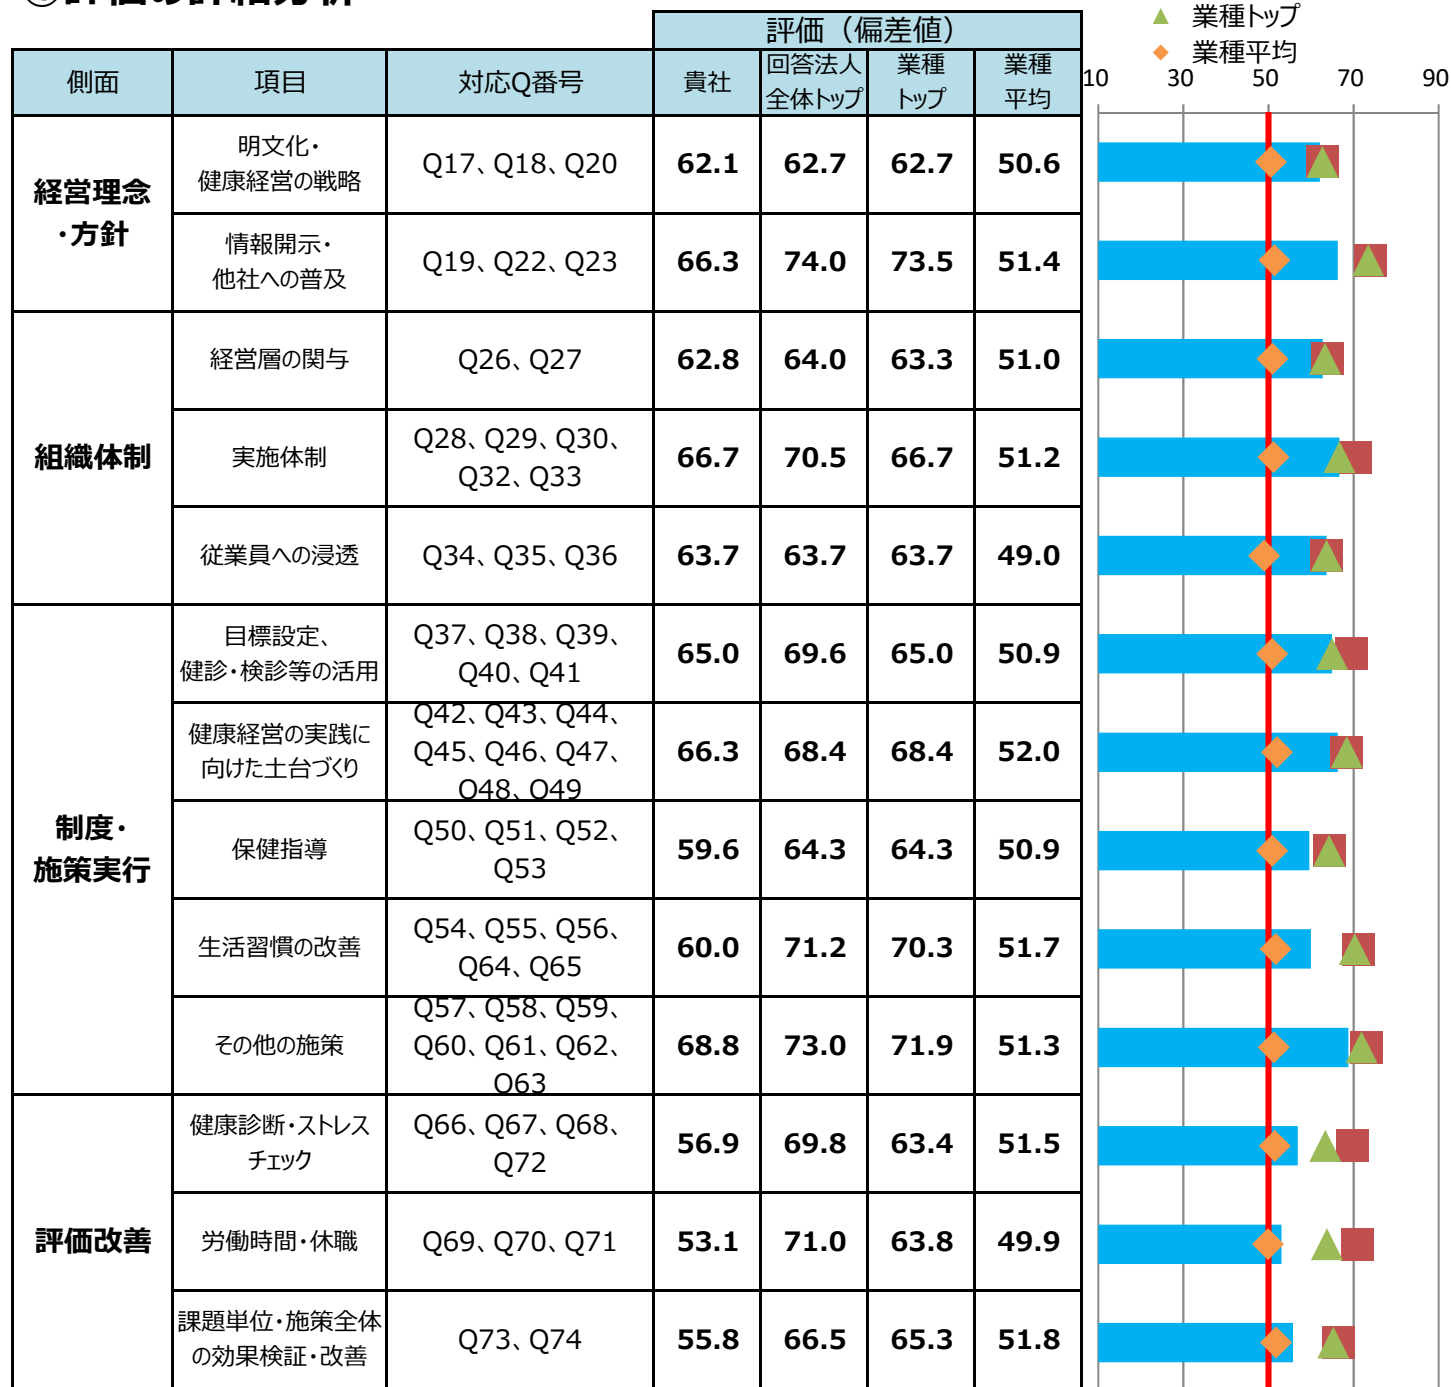 評価（偏差値）
▲ 業種トップ
◆ 業種平均
側面 項目 対応Q番号 貴社 回答法人 業種 業種
全体トップ トップ 平均
10 30 50 70 90
経営理念
・方針
明文化・
健康経営の戦略
Q17、Q18、Q20 62.1 62.7 62.7 50.6
情報開示・
他社への普及
Q19、Q22、Q23 66.3 74.0 73.5 51.4
組織体制
経営層の関与 Q26、Q27 62.8 64.0 63.3 51.0
実施体制
Q28、Q29、Q30、
Q32、Q33
66.7 70.5 66.7 51.2
従業員への浸透 Q34、Q35、Q36 63.7 63.7 63.7 49.0
制度・
施策実行
目標設定、
健診・検診等の活用
Q37、Q38、Q39、
Q40、Q41
65.0 69.6 65.0 50.9
健康経営の実践に
向けた土台づくり
Q42、Q43、Q44、
Q45、Q46、Q47、
Q48、Q49
66.3 68.4 68.4 52.0
保健指導
Q50、Q51、Q52、
Q53
59.6 64.3 64.3 50.9
生活習慣の改善
Q54、Q55、Q56、
Q64、Q65
60.0 71.2 70.3 51.7
その他の施策
Q57、Q58、Q59、
Q60、Q61、Q62、
Q63
68.8 73.0 71.9 51.3
評価改善
健康診断・ストレス
チェック
Q66、Q67、Q68、
Q72
56.9 69.8 63.4 51.5
労働時間・休職 Q69、Q70、Q71 53.1 71.0 63.8 49.9
課題単位・施策全体
の効果検証・改善
Q73、Q74 55.8 66.5 65.3 51.8